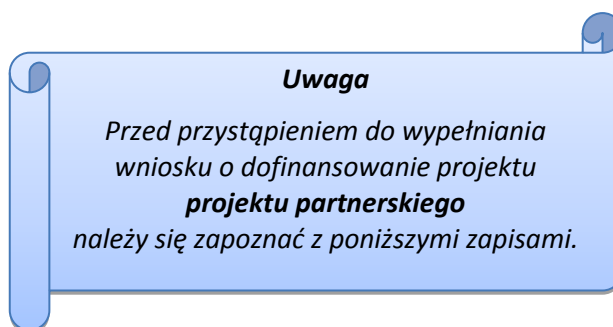 Uwaga
Przed przystąpieniem do wypełniania
wniosku o dofinansowanie projektu
projektu partnerskiego
należy się zapoznać z poniższymi zapisami.